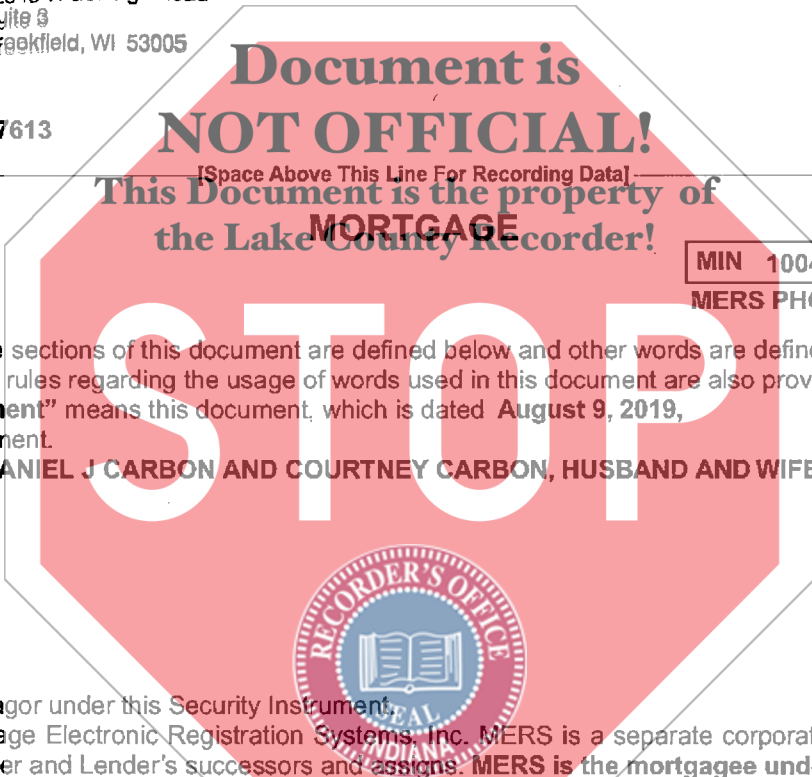 uite 3
rookfield, WI 53005
Document is
7613
NOT OFFICIAL!
[Space Above This Line For Recording Data]
This Document is the property of
MORTGAGE
the Lake County Recorder!
MIN 1004
MERS PHO
STOP
e sections of this document are defined below and other words are define
rules regarding the usage of words used in this document are also prov
ent” means this document, which is dated August 9, 2019,
nent.
ANIEL J CARBON AND COURTNEY CARBON, HUSBAND AND WIFE
RECORDER'S OFFICE
SEAL
INDIANA
agor under this Security Instrument.
age Electronic Registration Systems, Inc. MERS is a separate corporat
er and Lender's successors and assigns. MERS is the mortgagee und